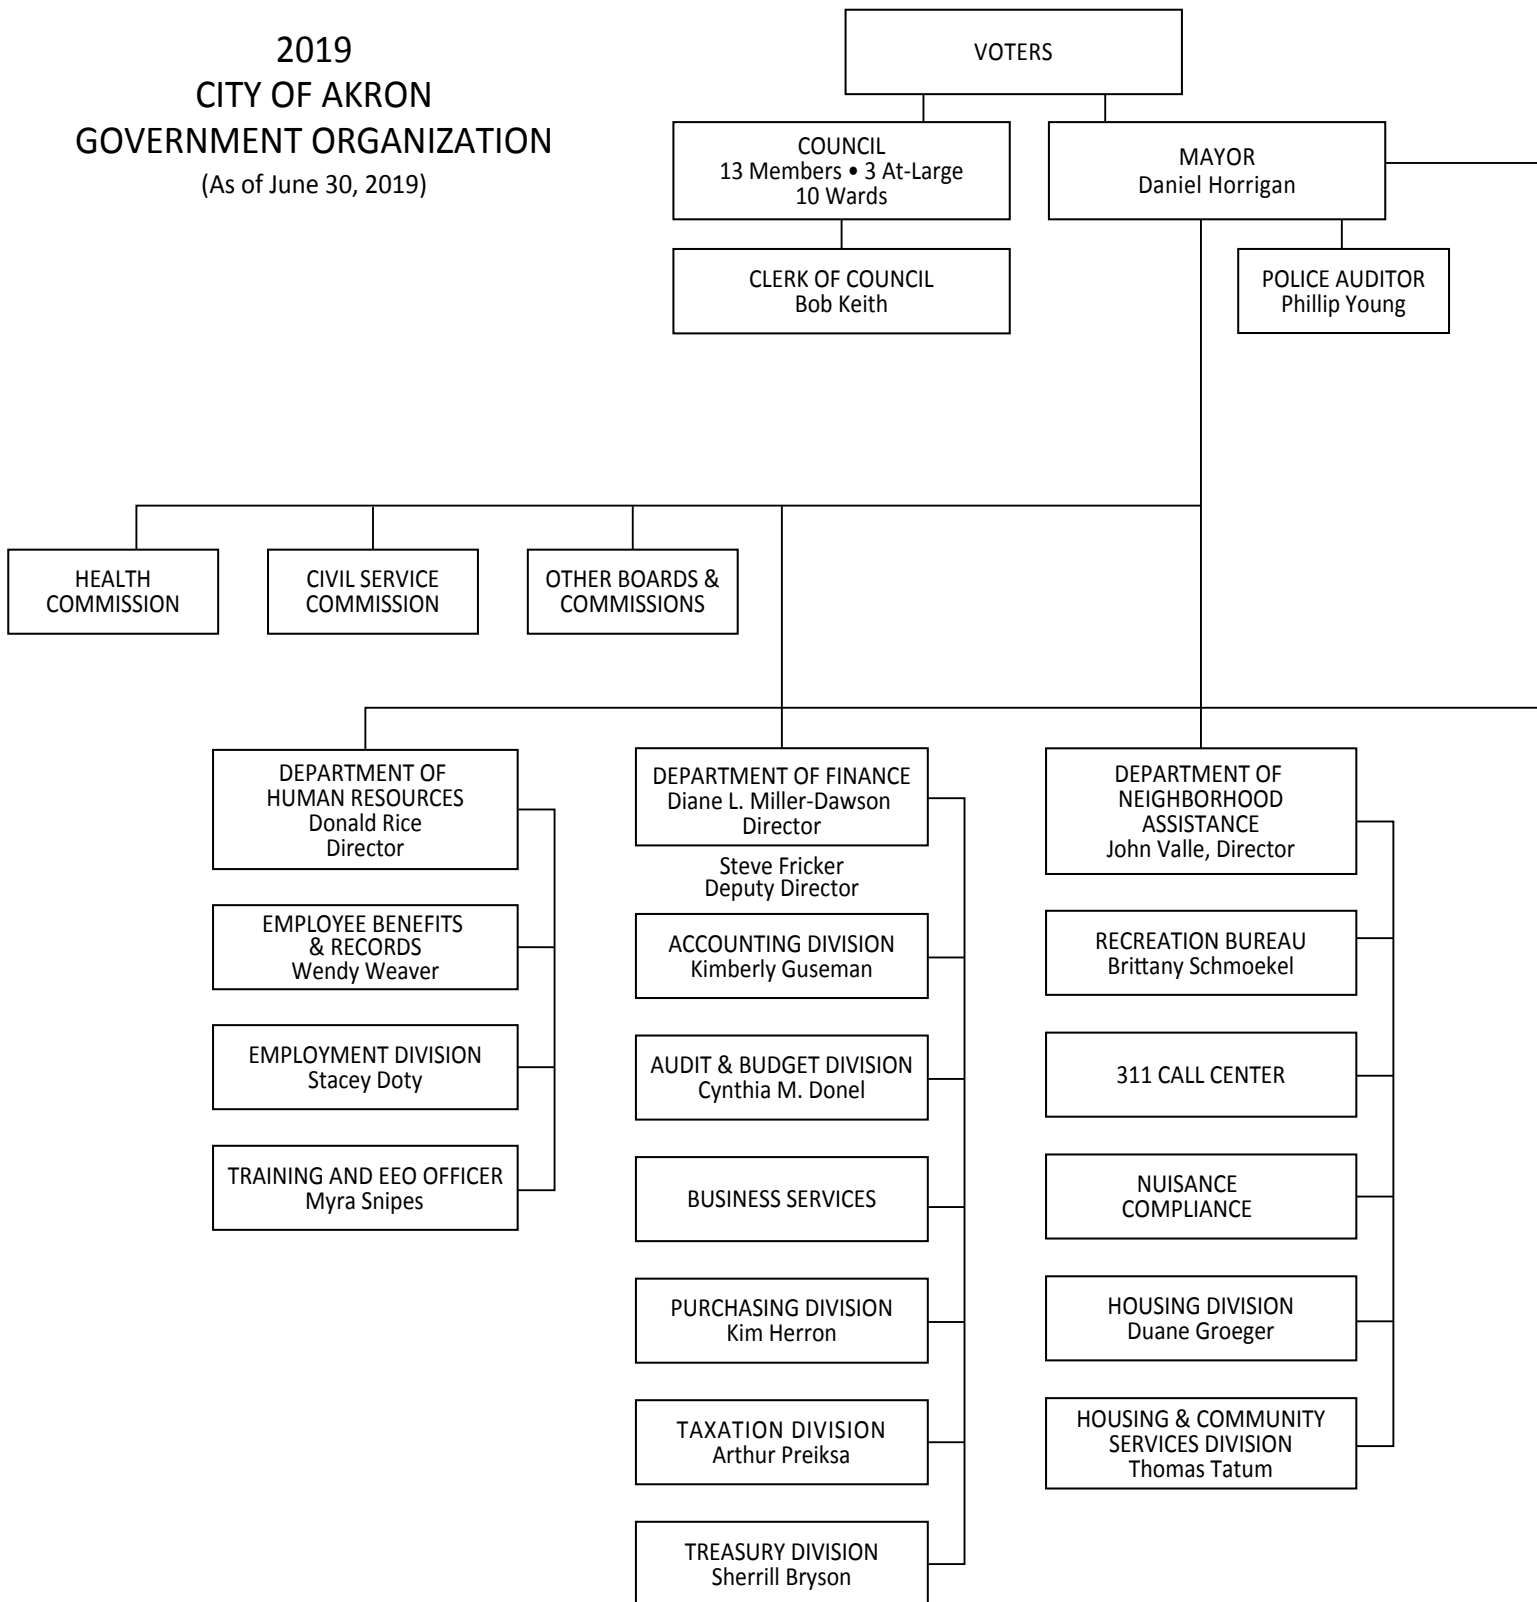 2019
CITY OF AKRON
GOVERNMENT ORGANIZATION
(As of June 30, 2019)
VOTERS
COUNCIL
13 Members • 3 At-Large
10 Wards
MAYOR
Daniel Horrigan
CLERK OF COUNCIL
Bob Keith
POLICE AUDITOR
Phillip Young
HEALTH
COMMISSION
CIVIL SERVICE
COMMISSION
OTHER BOARDS &
COMMISSIONS
DEPARTMENT OF
HUMAN RESOURCES
Donald Rice
Director
EMPLOYEE BENEFITS
& RECORDS
Wendy Weaver
EMPLOYMENT DIVISION
Stacey Doty
TRAINING AND EEO OFFICER
Myra Snipes
DEPARTMENT OF FINANCE
Diane L. Miller-Dawson
Director
Steve Fricker
Deputy Director
ACCOUNTING DIVISION
Kimberly Guseman
AUDIT & BUDGET DIVISION
Cynthia M. Donel
BUSINESS SERVICES
PURCHASING DIVISION
Kim Herron
TAXATION DIVISION
Arthur Preiksa
TREASURY DIVISION
Sherrill Bryson
DEPARTMENT OF
NEIGHBORHOOD
ASSISTANCE
John Valle, Director
RECREATION BUREAU
Brittany Schmoekel
311 CALL CENTER
NUISANCE
COMPLIANCE
HOUSING DIVISION
Duane Groeger
HOUSING & COMMUNITY
SERVICES DIVISION
Thomas Tatum